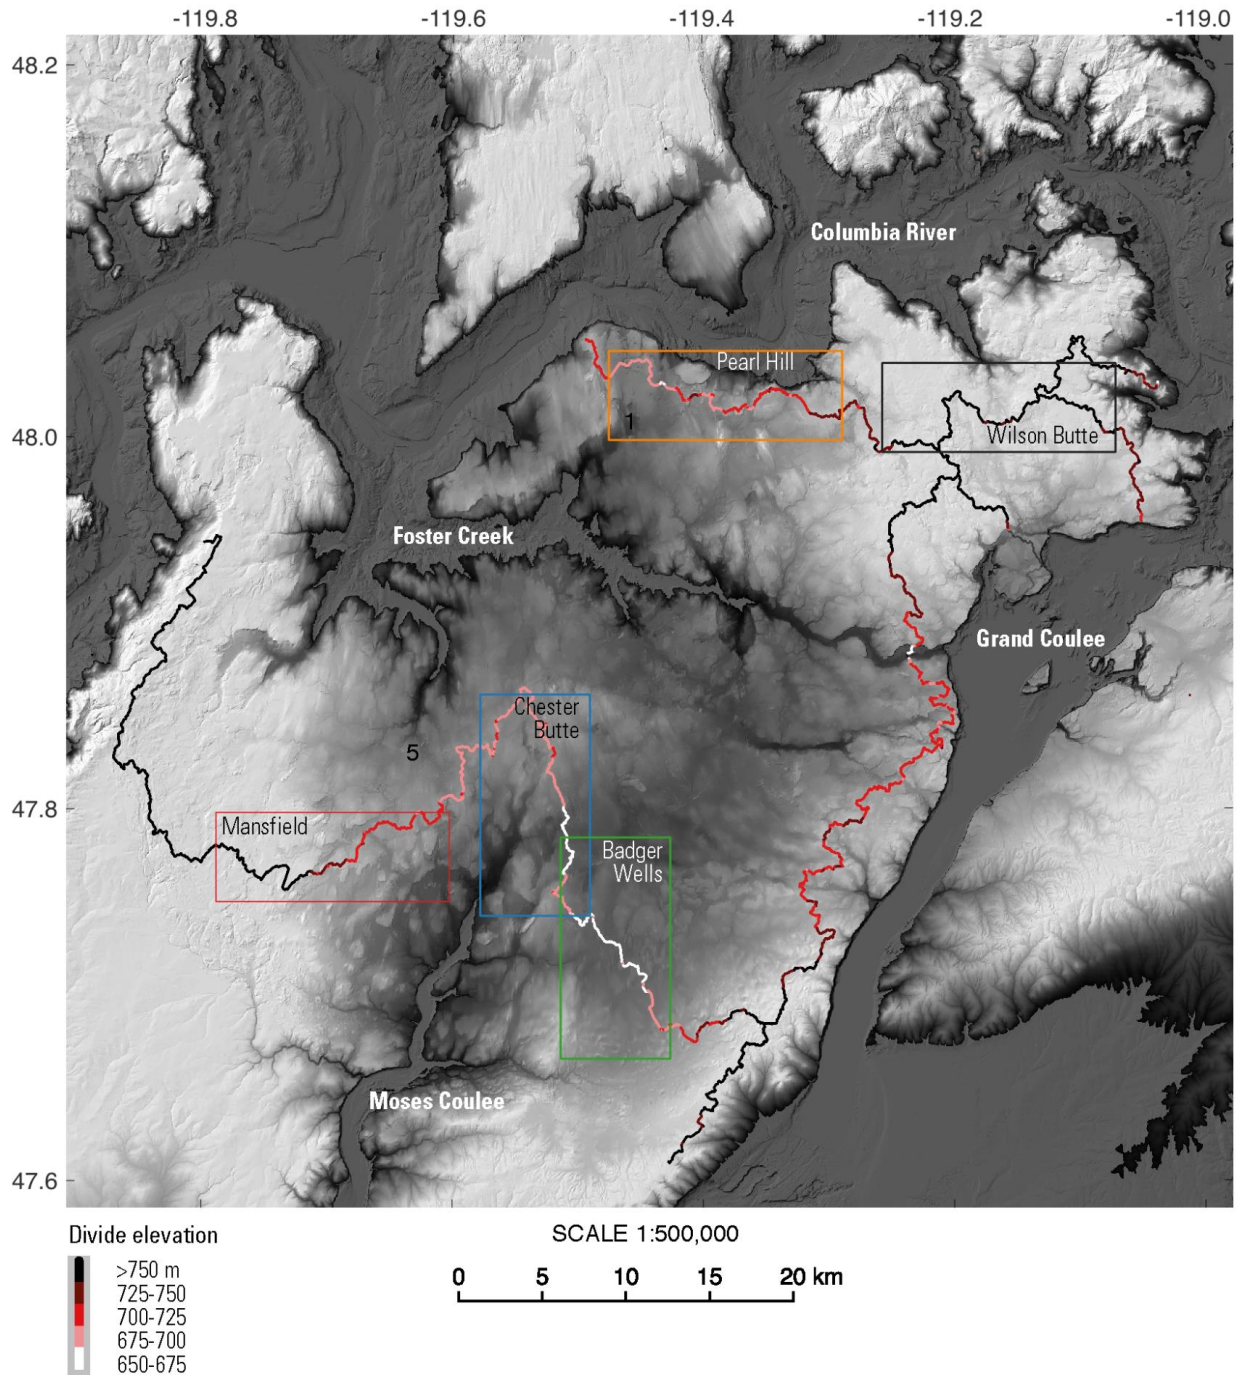 -119.8 -119.6 -119.4 -119.2 -119.0
48.2
Columbia River
Pearl Hill
1
48.0
Wilson Butte
Foster Creek
Grand Coulee
Chester
Butte
5
47.8
Mansfield
Badger
Wells
Moses Coulee
47.6
Divide elevation
>750 m
725-750
700-725
675-700
650-675
SCALE 1:500,000
0 5 10 15 20 km